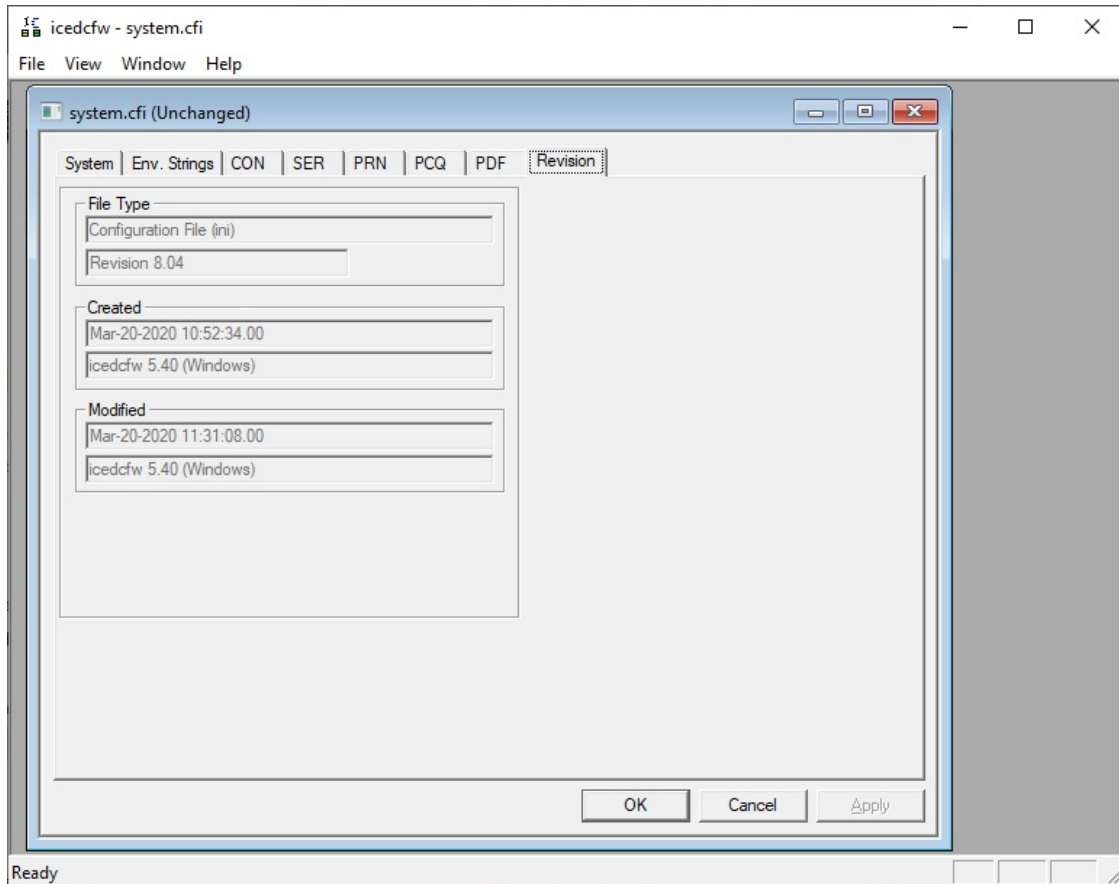 icedcfw - system.cfi
File View Window Help
system.cfi (Unchanged)
System Env. Strings CON SER PRN PCQ PDF Revision
File Type
Configuration File (ini)
Revision 8.04
Created
Mar-20-2020 10:52:34.00
icedcfw 5.40 (Windows)
Modified
Mar-20-2020 11:31:08.00
icedcfw 5.40 (Windows)
OK Cancel Apply
Ready